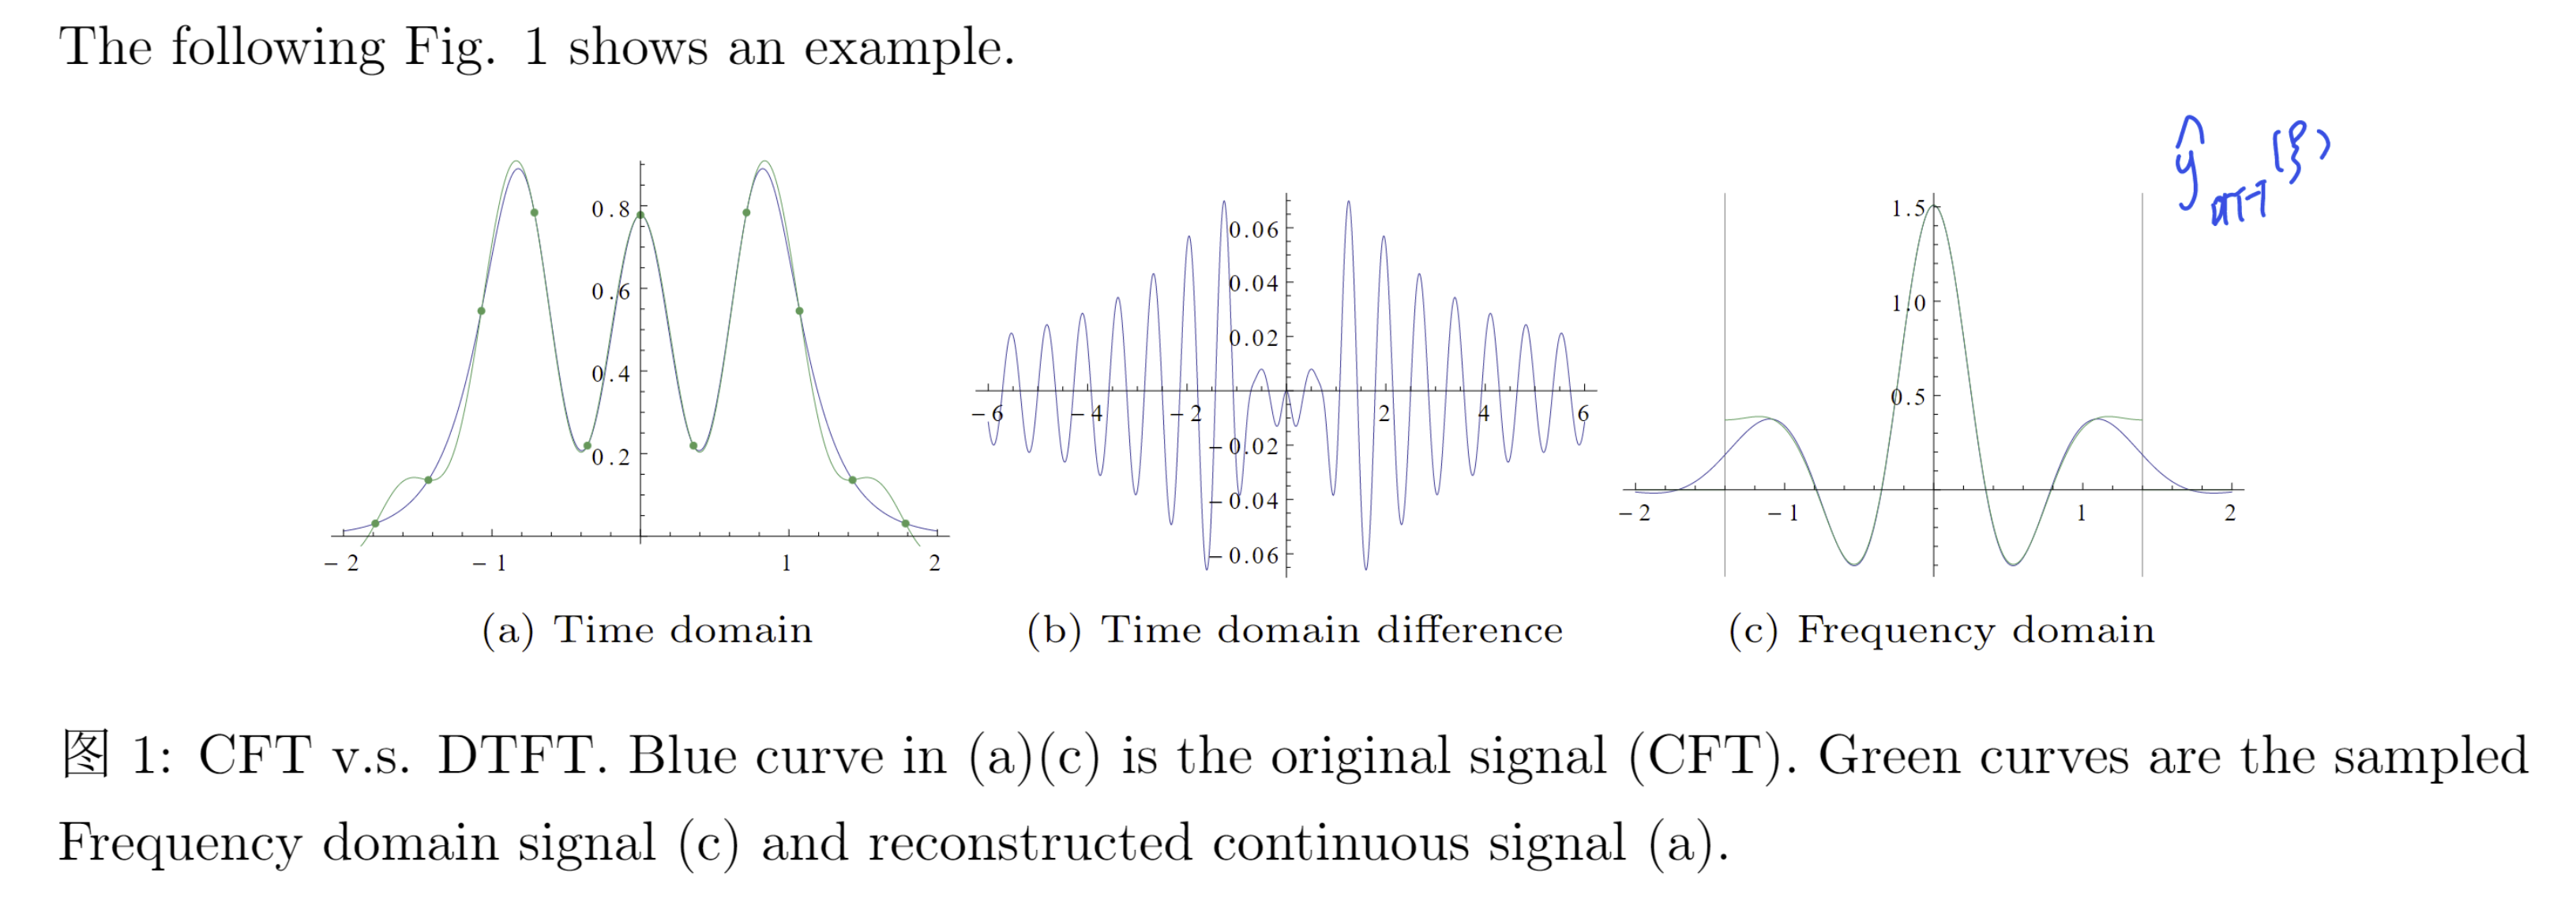 The following Fig. 1 shows an example.
ŷ DTFT (ξ)
0.8
0.6
0.4
0.2
− 2 − 1 1 2
0.06
0.04
0.02
− 6 − 4 − 2 2 4 6
− 0.02
− 0.04
− 0.06
1.5
1.0
0.5
− 2 − 1 1 2
(a) Time domain
(b) Time domain difference
(c) Frequency domain
图 1: CFT v.s. DTFT. Blue curve in (a)(c) is the original signal (CFT). Green curves are the sampled
Frequency domain signal (c) and reconstructed continuous signal (a).